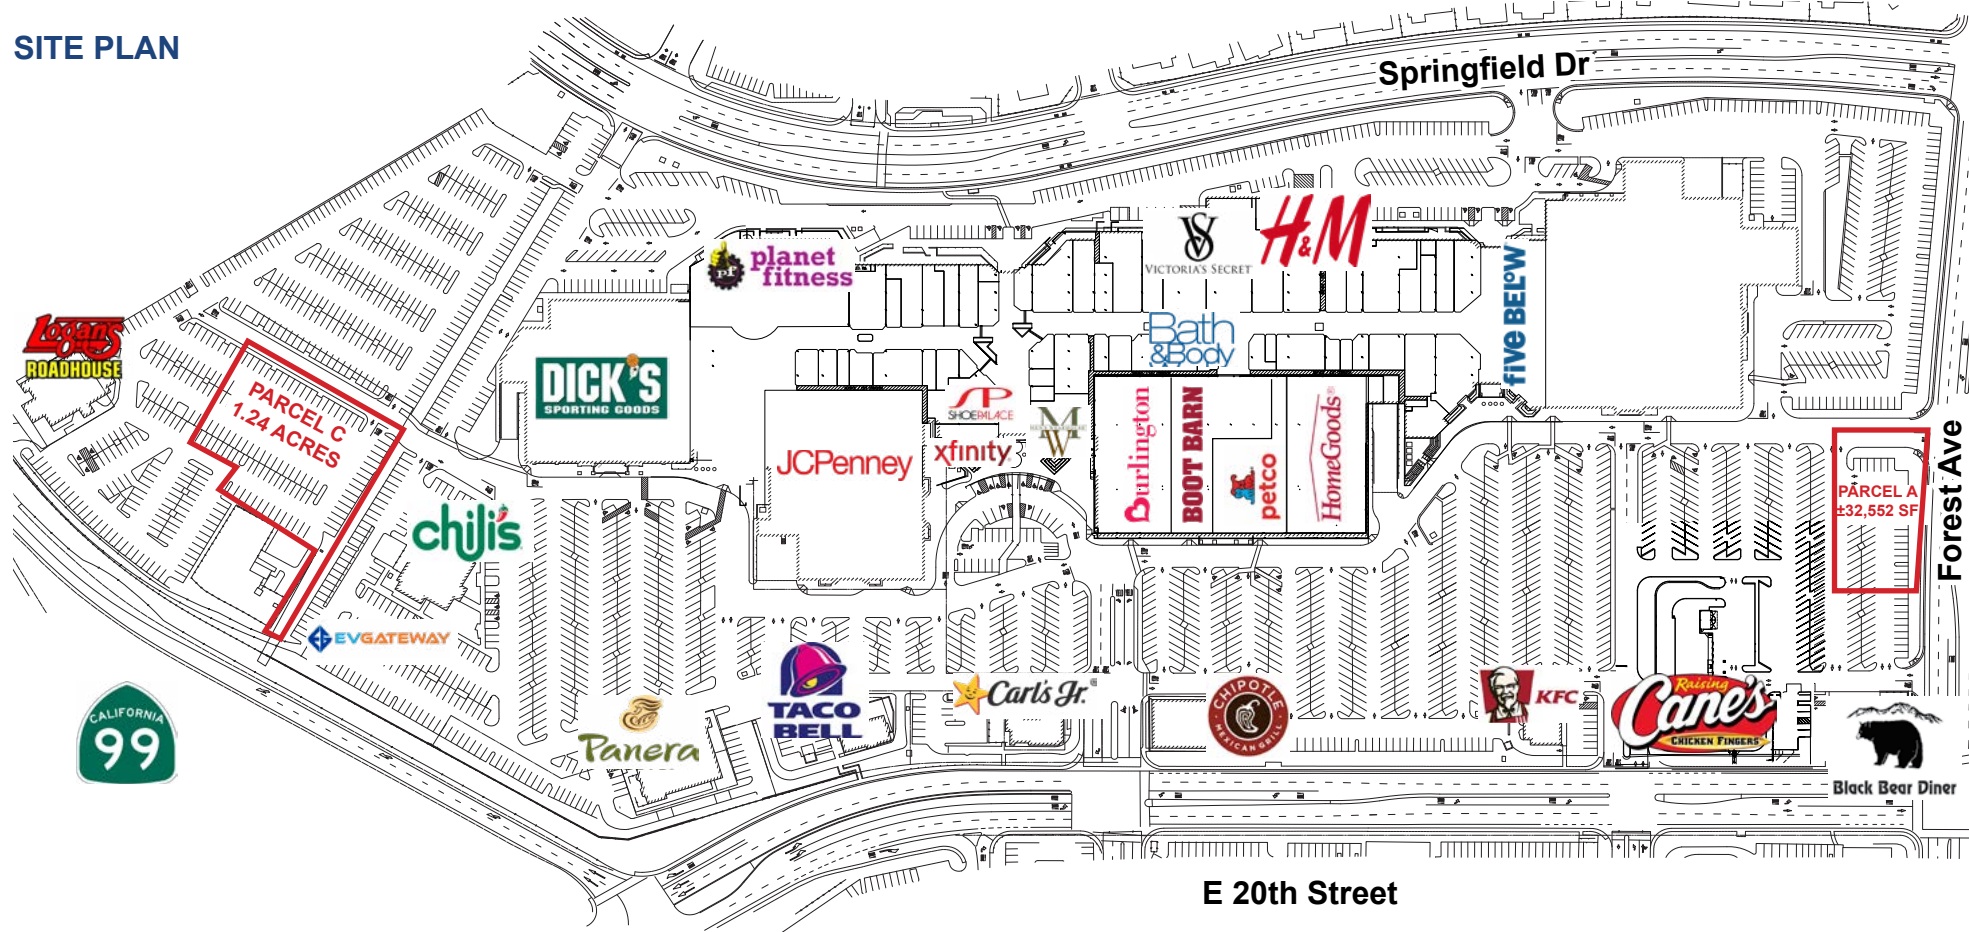 SITE PLAN
Springfield Dr
planet
fitness
VS
VICTORIA'S SECRET
H&M
five BELOW
Logan's
ROADHOUSE
Bath
&Body
DICK'S
SPORTING GOODS
PARCEL C
1.24 ACRES
SP
SHOEPALACE
MW
xfinity
JCPenney
Burlington
BOOT BARN
petco
HomeGoods
PARCEL A
±32,552 SF
Forest Ave
chili's
EVGATEWAY
CALIFORNIA
99
Panera
TACO
BELL
Carl's Jr.
CHIPOTLE
MEXICAN GRILL
KFC
Raising
Cane's
CHICKEN FINGERS
Black Bear Diner
E 20th Street